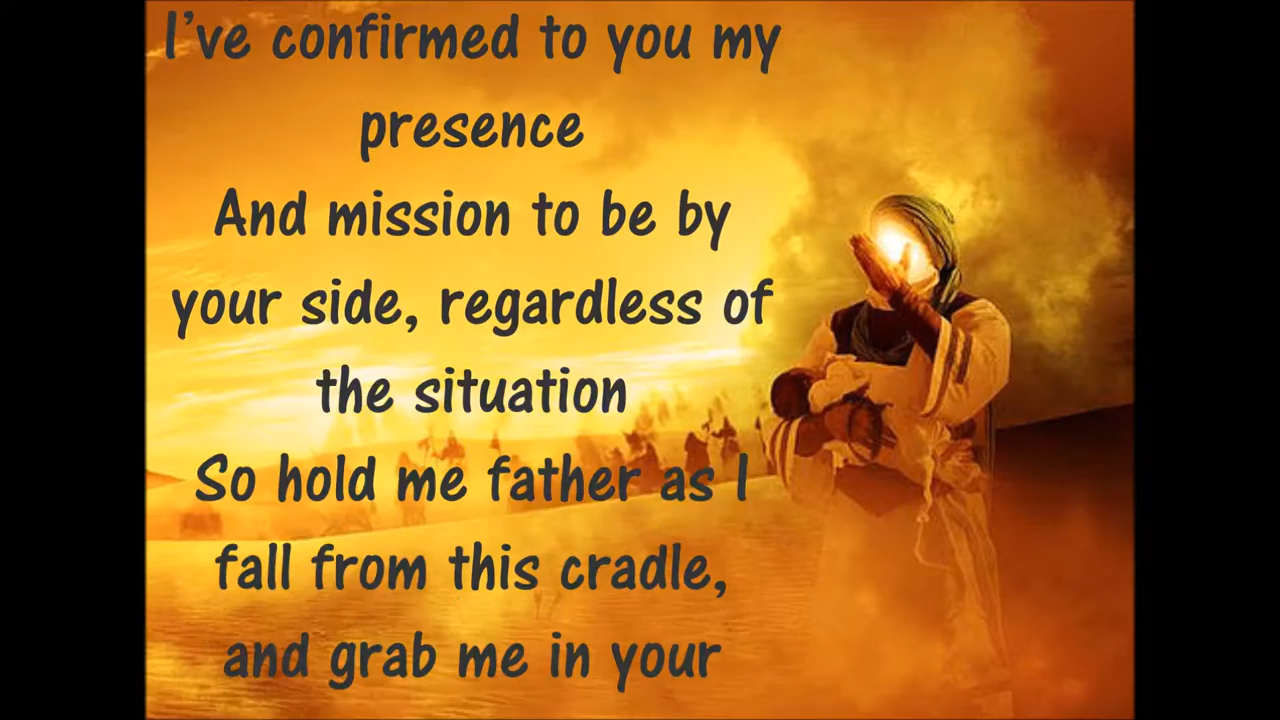 I’ve confirmed to you my
presence
And mission to be by
your side, regardless of
the situation
So hold me father as I
fall from this cradle,
and grab me in your